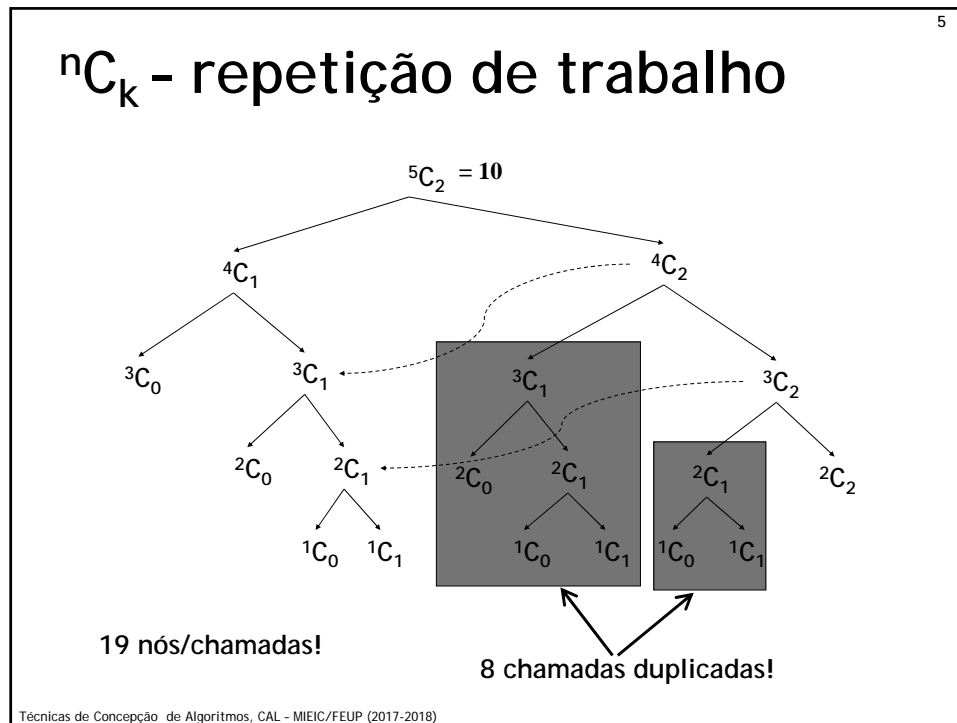 5
ⁿCₖ - repetição de trabalho
⁵C₂ = 10
⁴C₁ ⁴C₂
³C₀ ³C₁ ³C₁ ³C₂
²C₀ ²C₁ ²C₀ ²C₁ ²C₁ ²C₂
¹C₀ ¹C₁ ¹C₀ ¹C₁ ¹C₀ ¹C₁
19 nós/chamadas!
8 chamadas duplicadas!
Técnicas de Concepção de Algoritmos, CAL - MIEIC/FEUP (2017-2018)